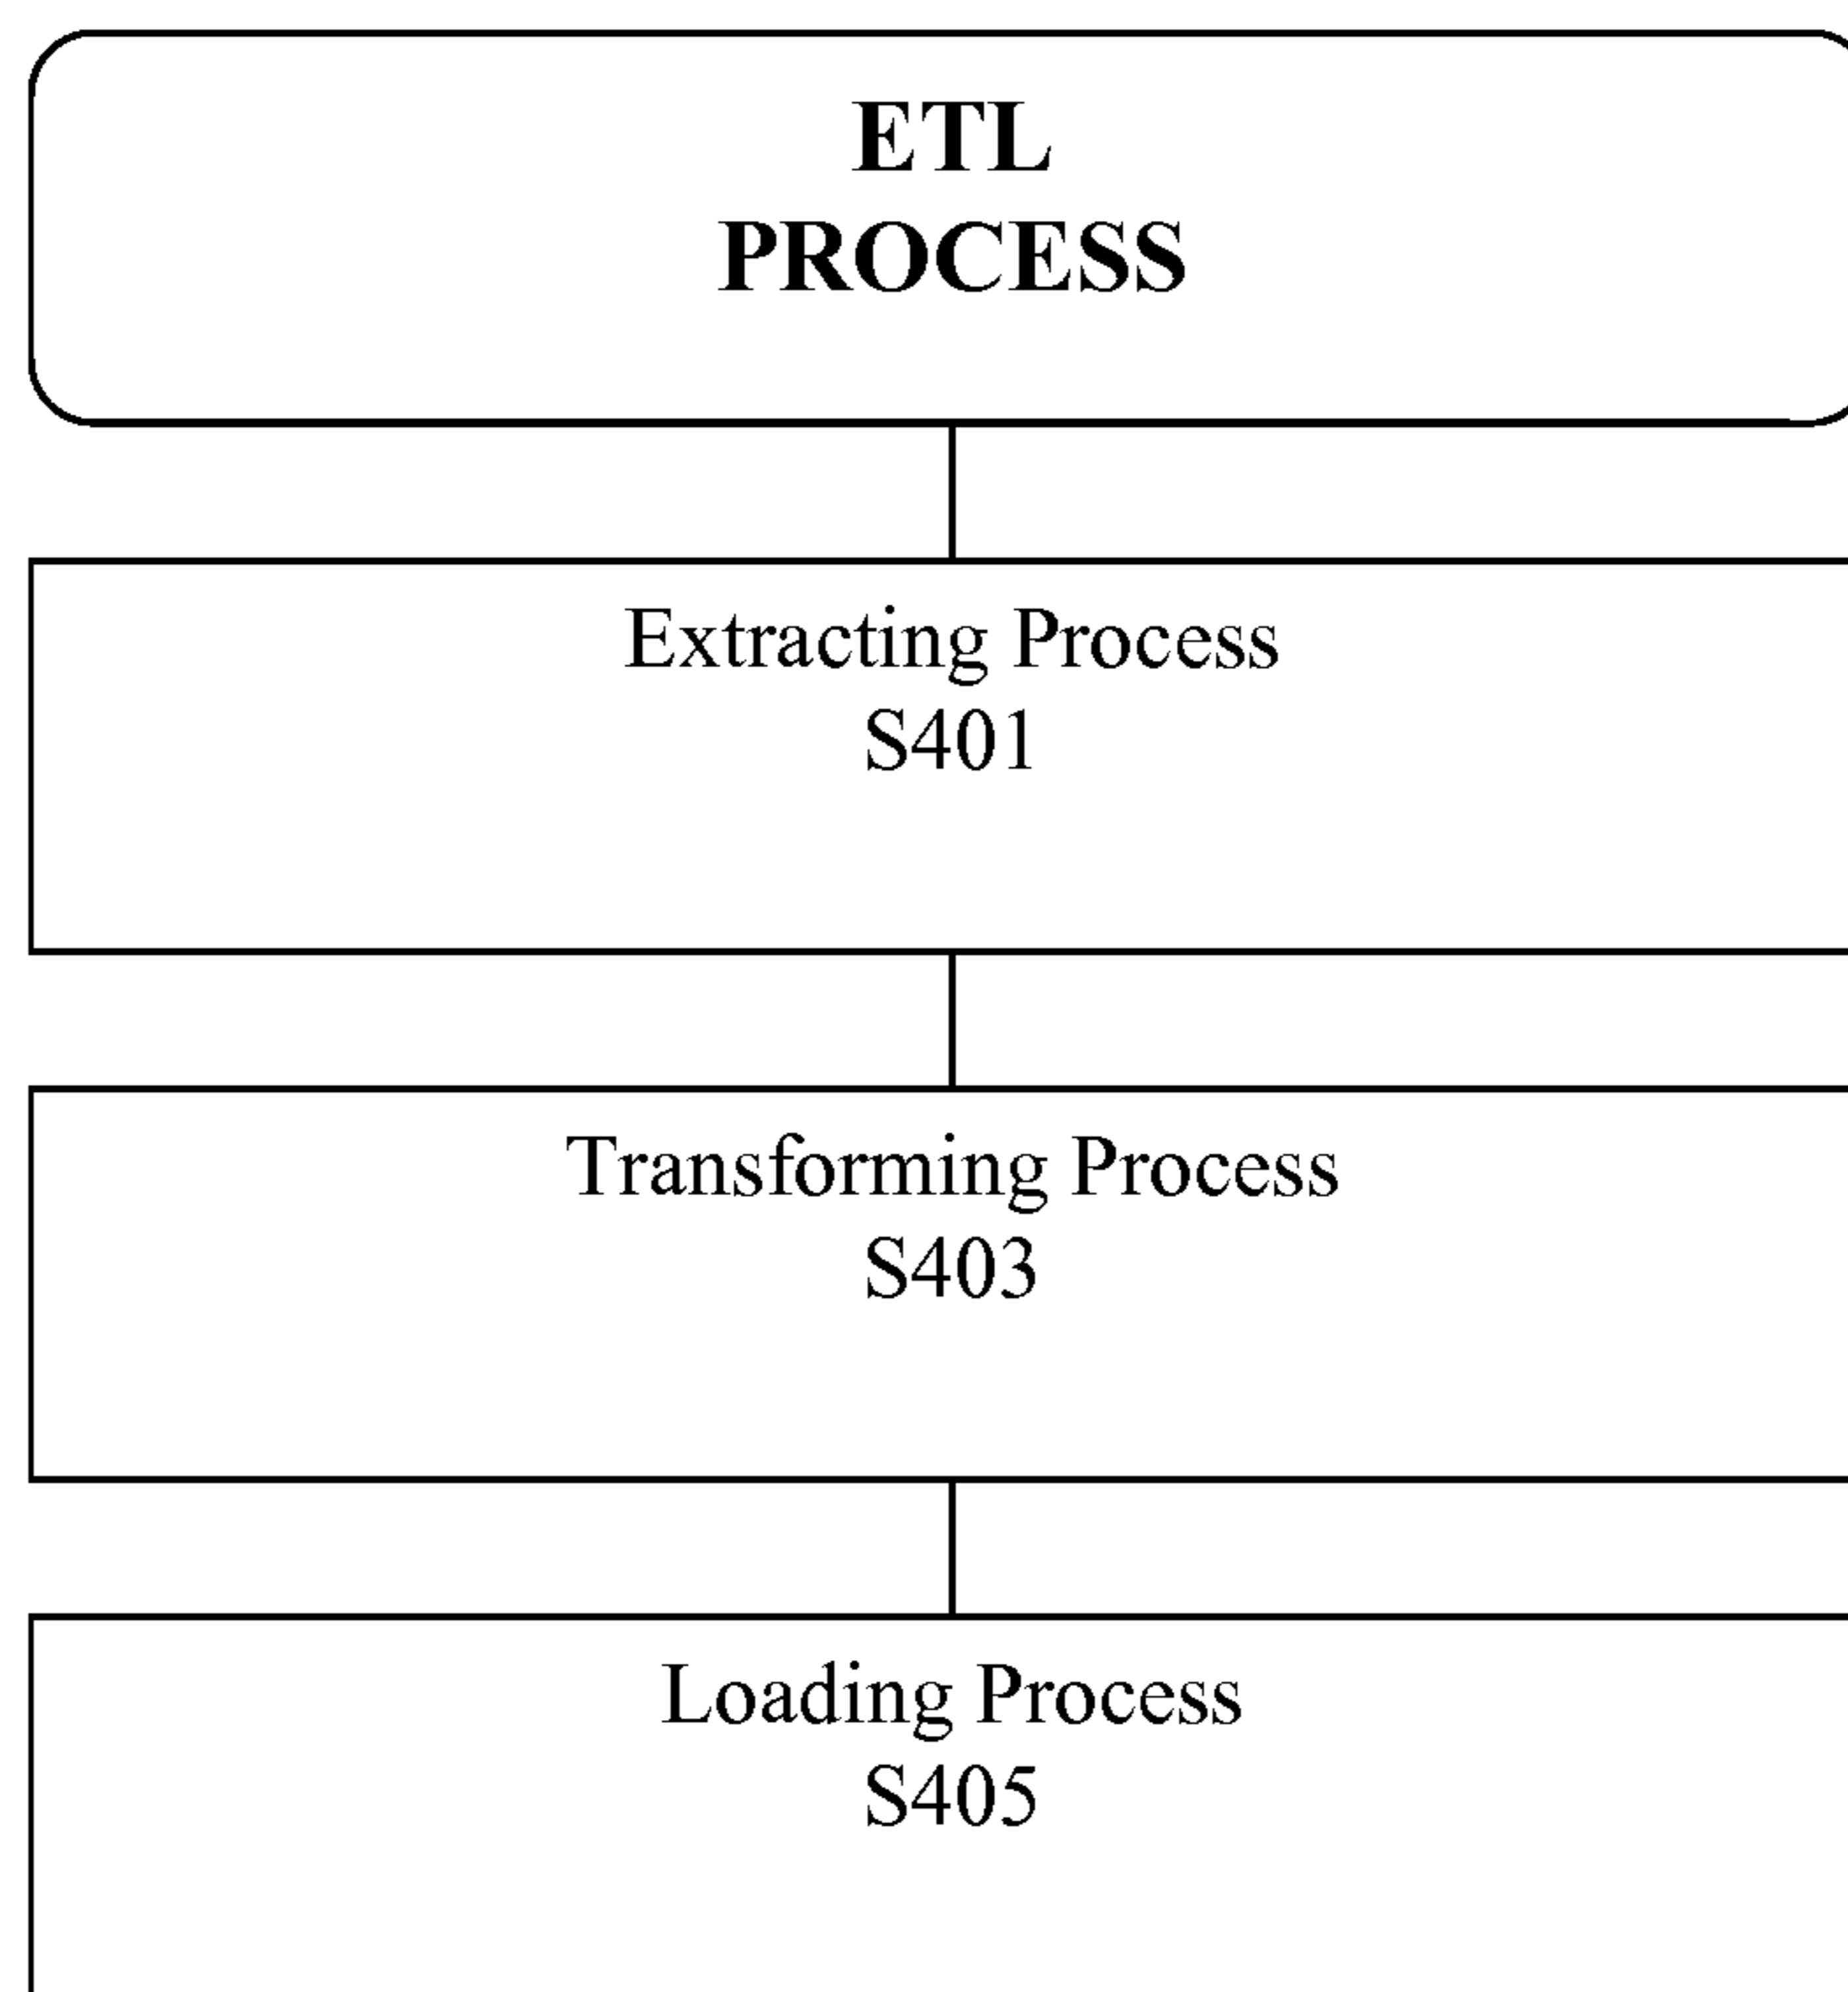 ETL
PROCESS
Extracting Process
S401
Transforming Process
S403
Loading Process
S405